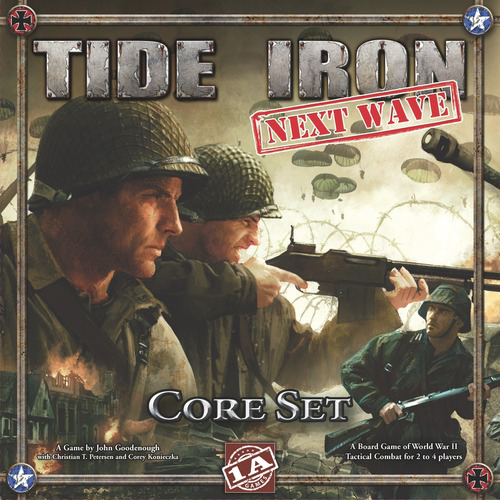 TIDE IRON
NEXT WAVE
CORE SET
A Game by John Goodenough
with Christian T. Petersen and Corey Konieczka
1A
GAMES
A Board Game of World War II
Tactical Combat for 2 to 4 players